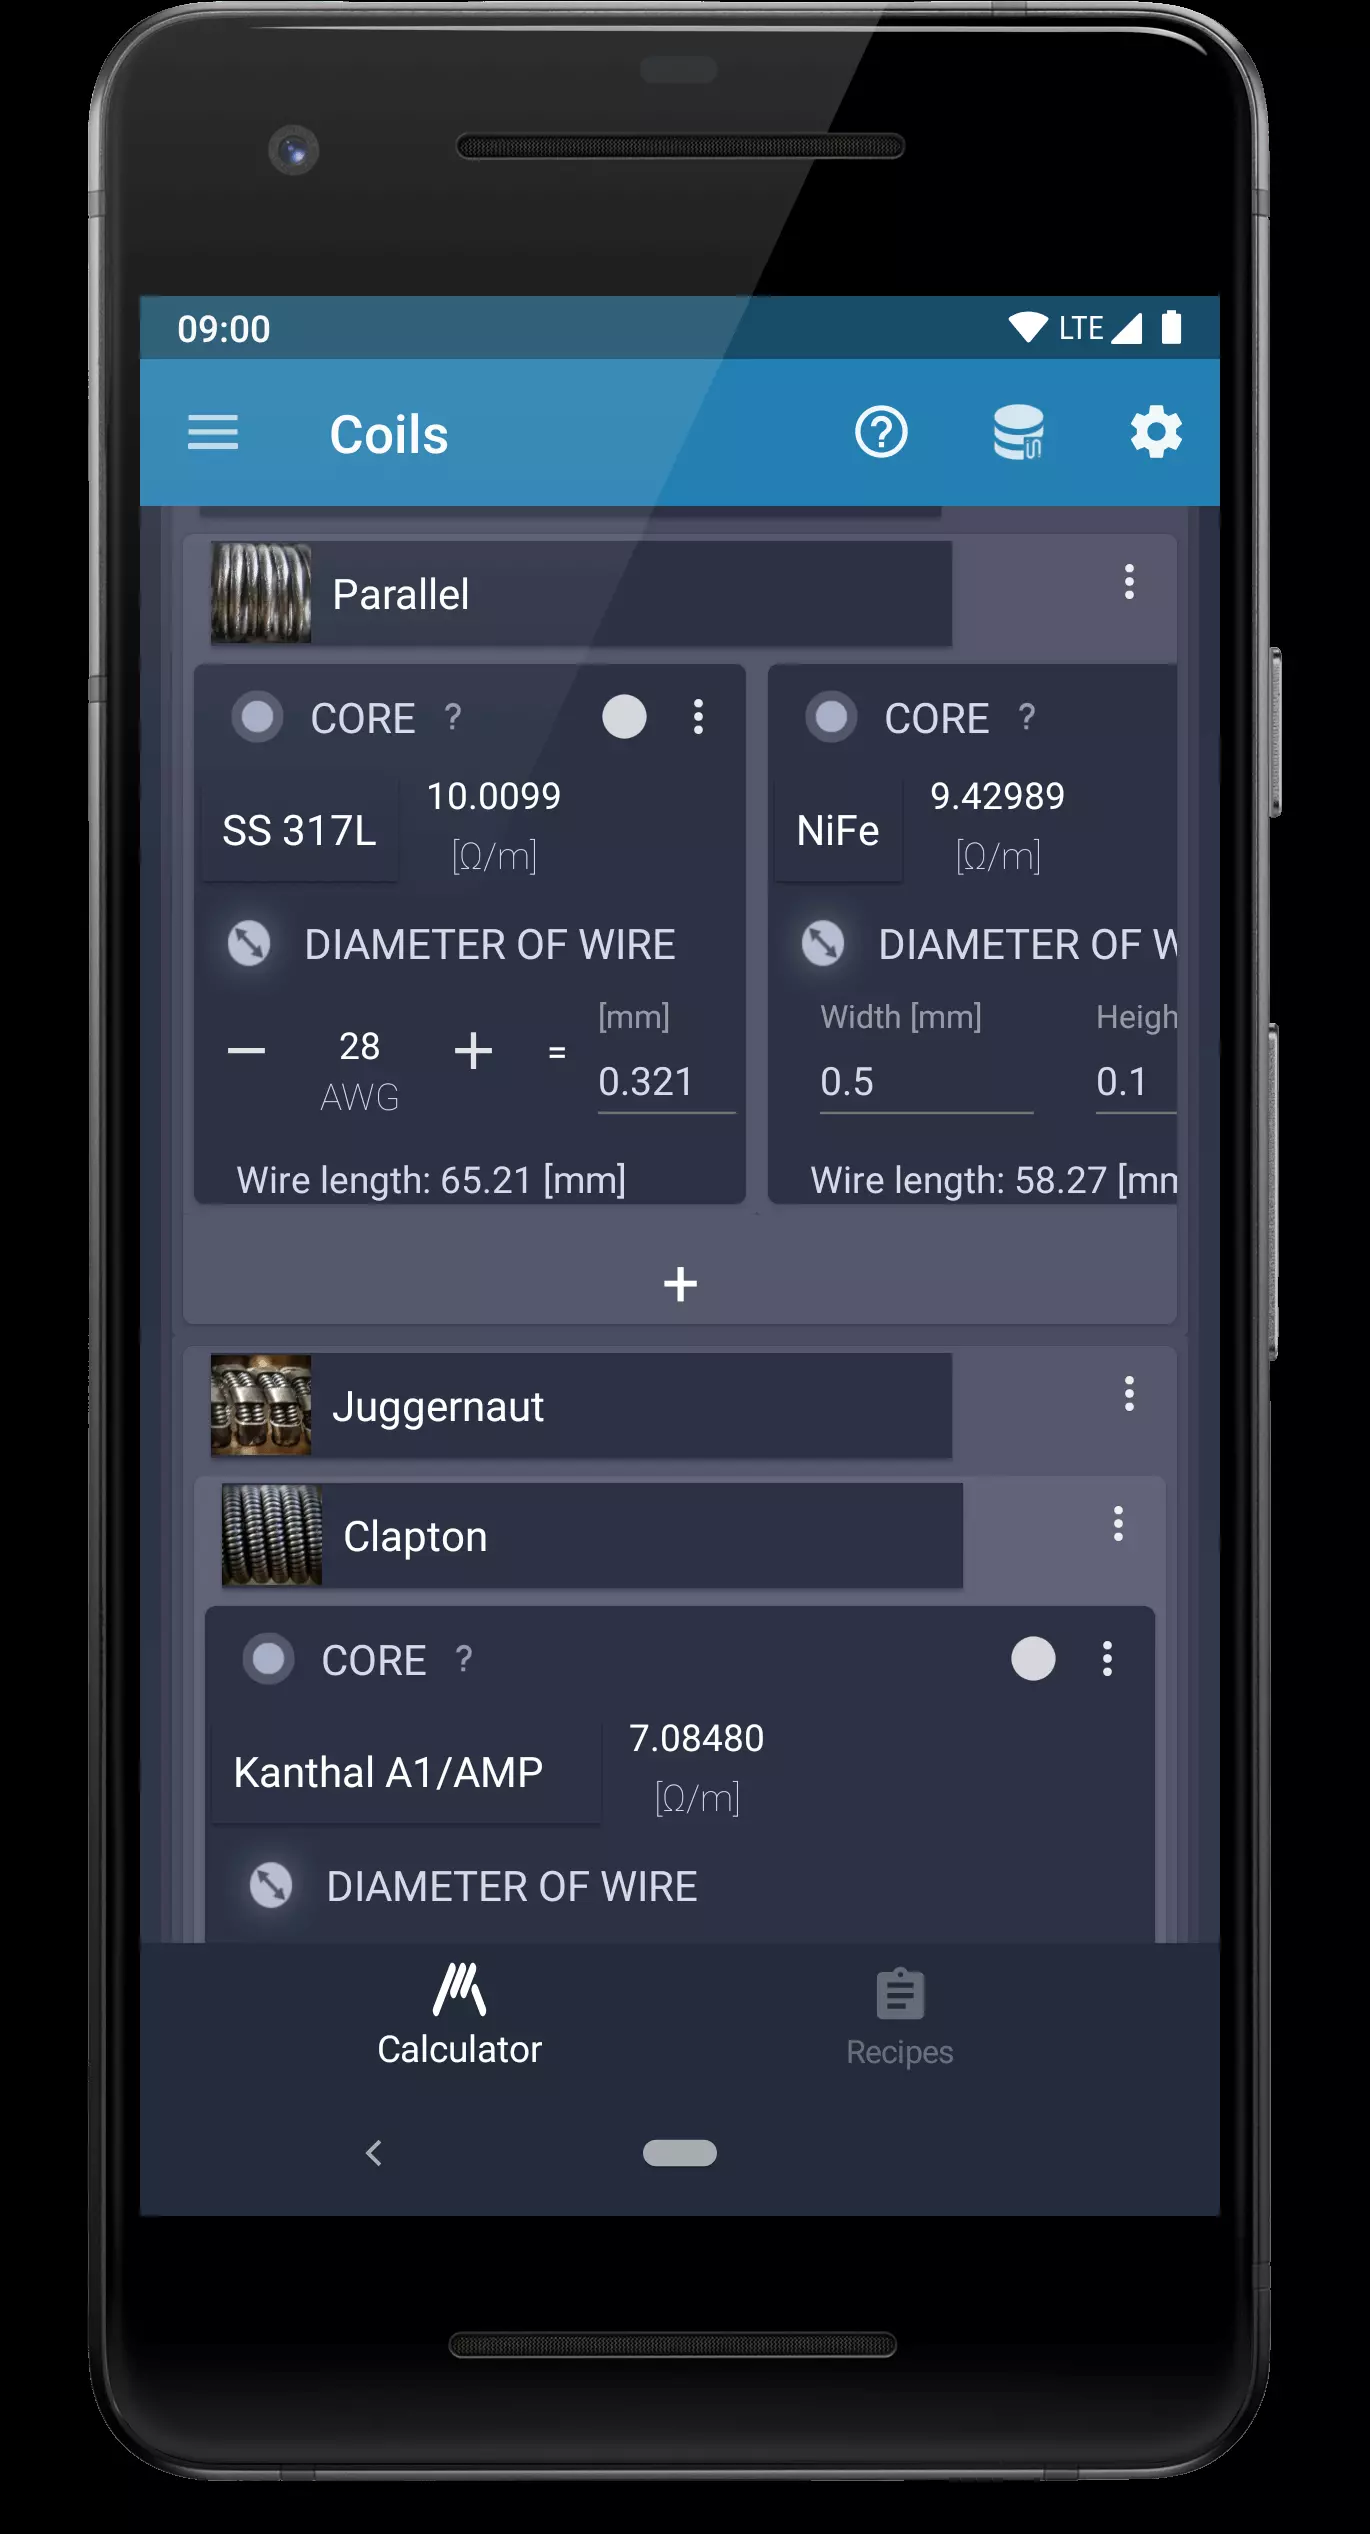 09:00 LTE
Coils
Parallel
CORE ? CORE ?
SS 317L 10.0099 [Ω/m] NiFe 9.42989 [Ω/m]
DIAMETER OF WIRE DIAMETER OF W
[mm] Width [mm] Heigh
− 28 + = 0.321 0.5 0.1
AWG
Wire length: 65.21 [mm] Wire length: 58.27 [mm
+
Juggernaut
Clapton
CORE ?
Kanthal A1/AMP 7.08480
[Ω/m]
DIAMETER OF WIRE
Calculator Recipes